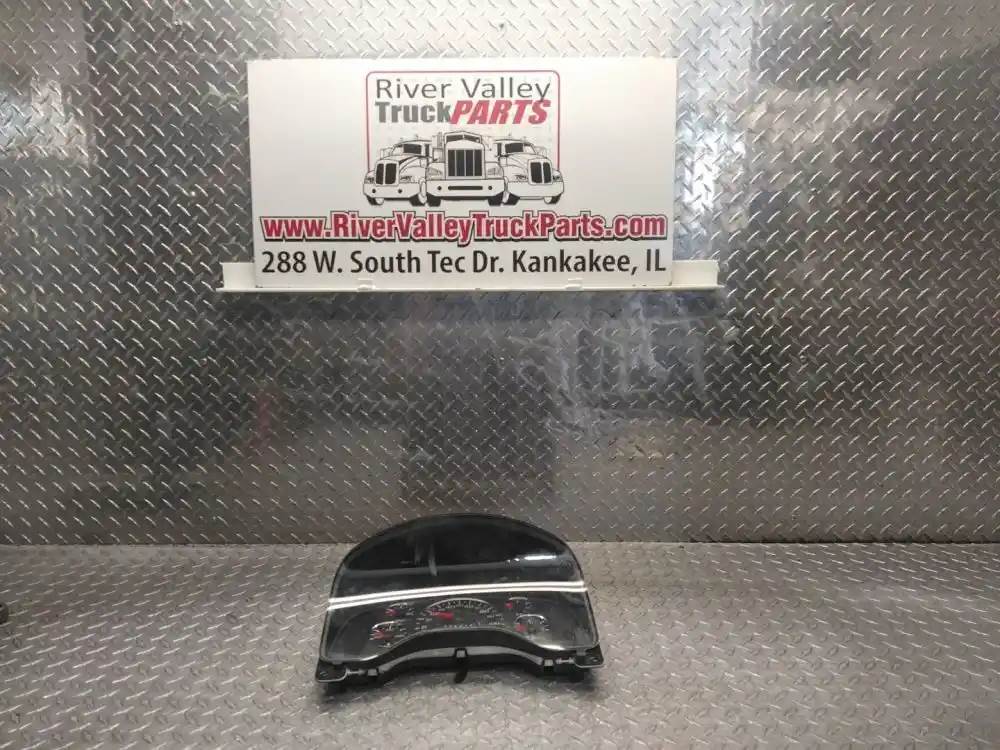 River Valley
TruckPARTS
www.RiverValleyTruckParts.com
288 W. South Tec Dr. Kankakee, IL